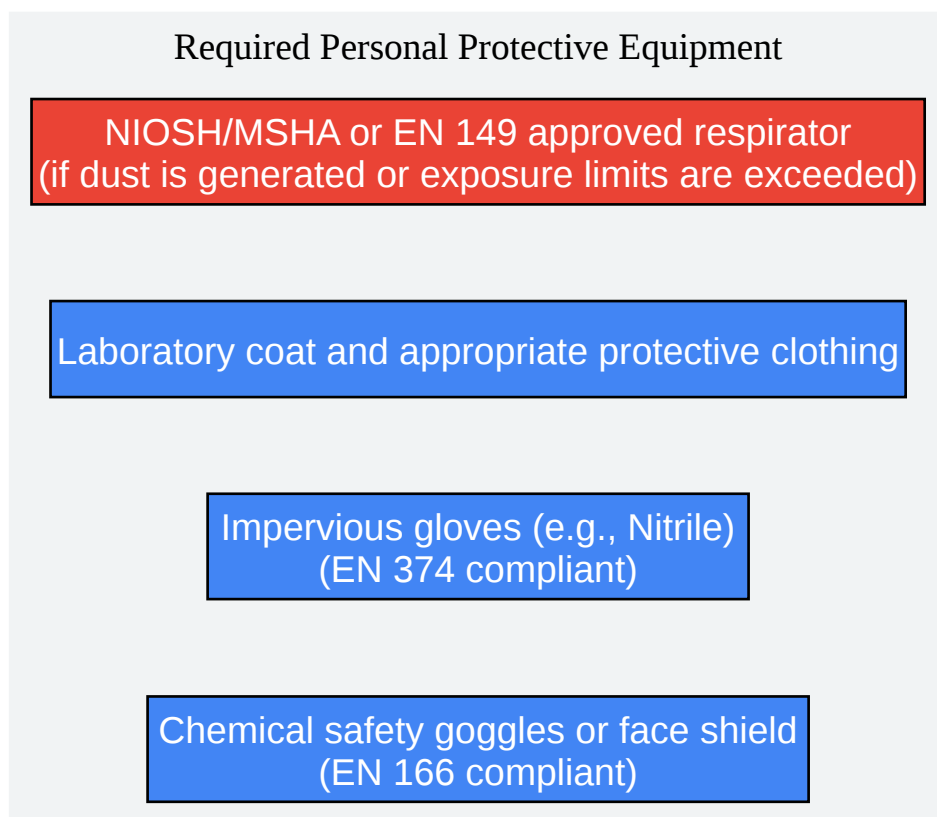 Required Personal Protective Equipment
NIOSH/MSHA or EN 149 approved respirator
(if dust is generated or exposure limits are exceeded)
Laboratory coat and appropriate protective clothing
Impervious gloves (e.g., Nitrile)
(EN 374 compliant)
Chemical safety goggles or face shield
(EN 166 compliant)